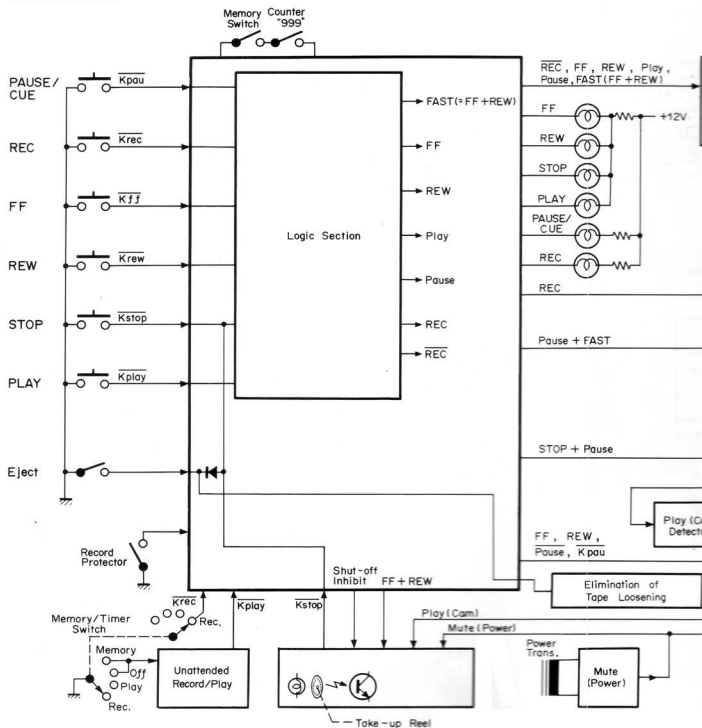 Memory Switch
Counter "999"
PAUSE/CUE
Kpau
REC
Krec
FF
Kff
REW
Krew
STOP
Kstop
PLAY
Kplay
Eject
Record Protector
Logic Section
FAST(=FF+REW)
FF
REW
Play
Pause
REC
REC
REC, FF, REW, Play,
Pause, FAST(FF+REW)
FF
+12V
REW
STOP
PLAY
PAUSE/CUE
REC
REC
Pause + FAST
STOP + Pause
Play (
FF, REW,
Pause, Kpau
Elimination of
Tape Loosening
Shut-off
Inhibit
FF + REW
Krec
Rec.
Kplay
Kstop
Memory/Timer
Switch
Memory
Off
Play
Rec.
Unattended
Record/Play
Play(Cam)
Mute(Power)
Power
Trans.
Mute
(Power)
Take-up Reel